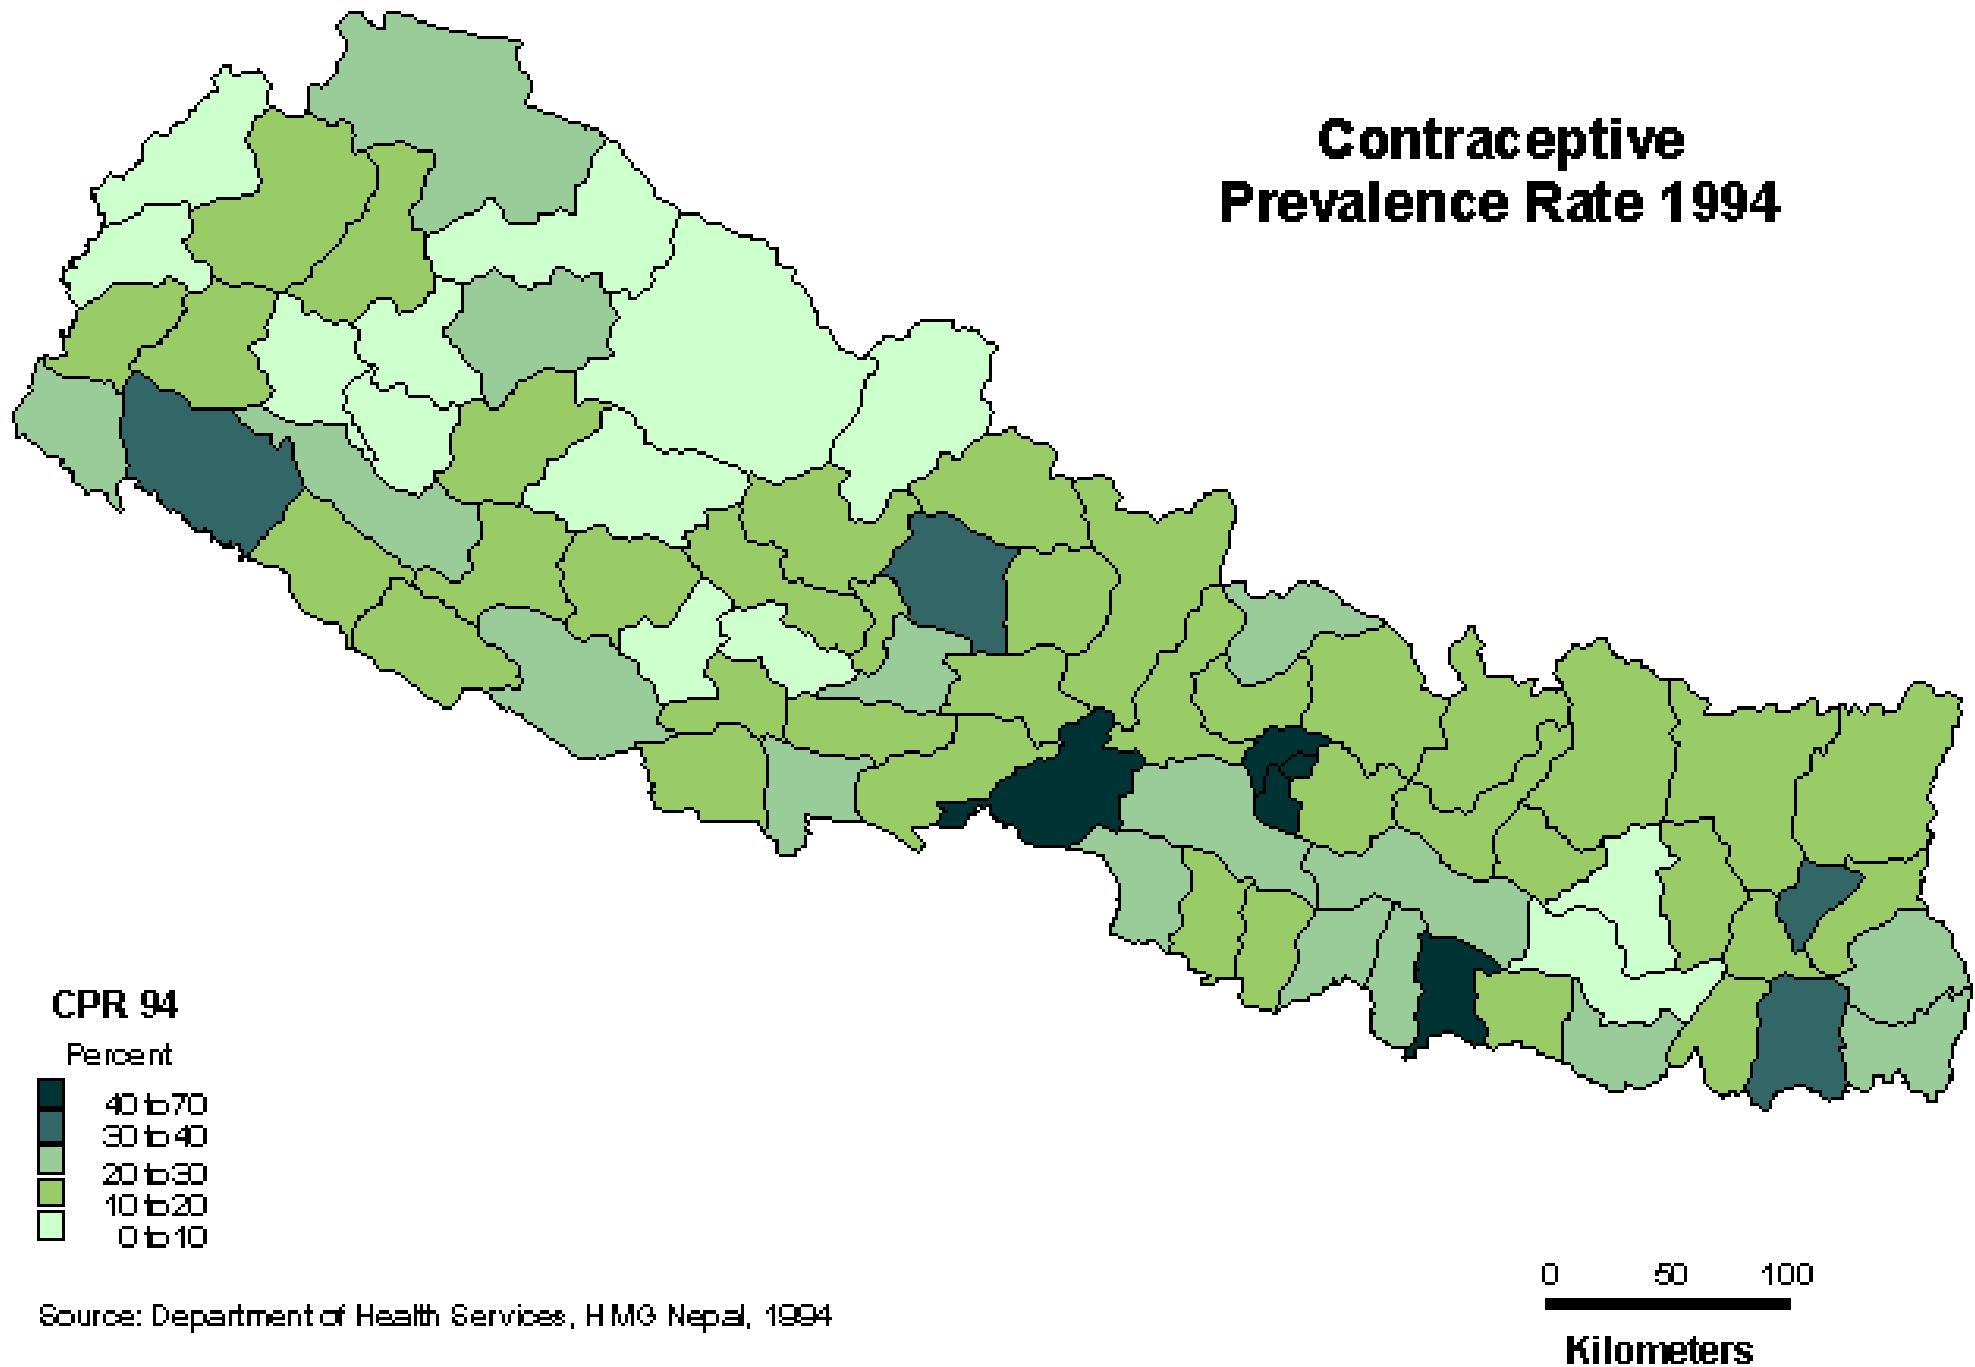 Contraceptive
Prevalence Rate 1994
CPR 94
Percent
40 to 70
30 to 40
20 to 30
10 to 20
0 to 10
0 50 100
Kilometers
Source: Department of Health Services, HMG Nepal, 1994